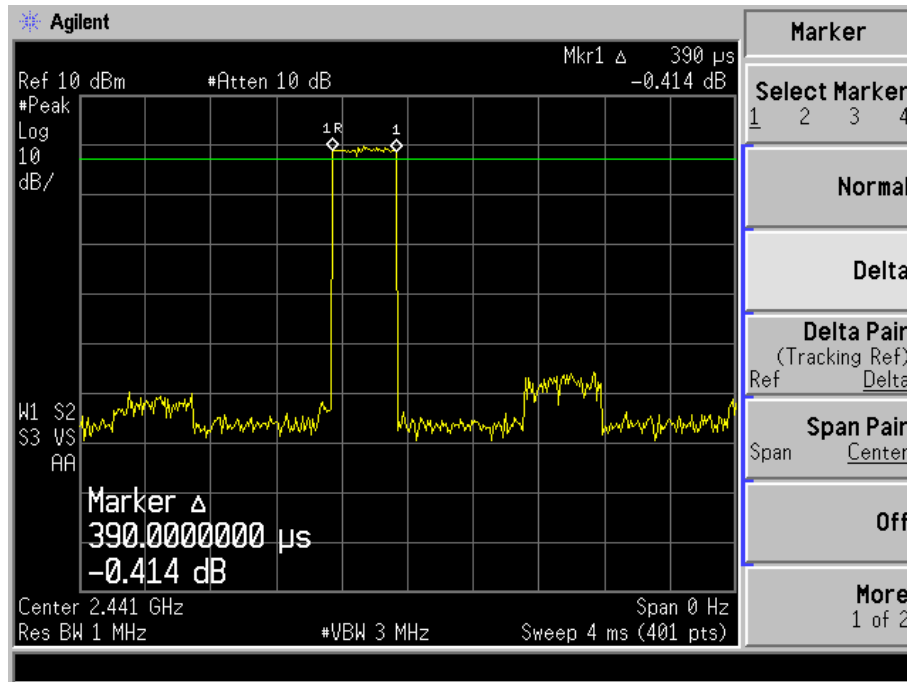 Agilent
Mkr1 Δ 390 µs
Ref 10 dBm #Atten 10 dB -0.414 dB
#Peak
Log
10
dB/
1R 1
W1 S2
S3 VS
AA
Marker Δ
390.0000000 µs
-0.414 dB
Center 2.441 GHz Span 0 Hz
Res BW 1 MHz #VBW 3 MHz Sweep 4 ms (401 pts)
Marker
Select Marker
1 2 3 4
Normal
Delta
Delta Pair
(Tracking Ref)
Ref Delta
Span Pair
Span Center
Off
More
1 of 2